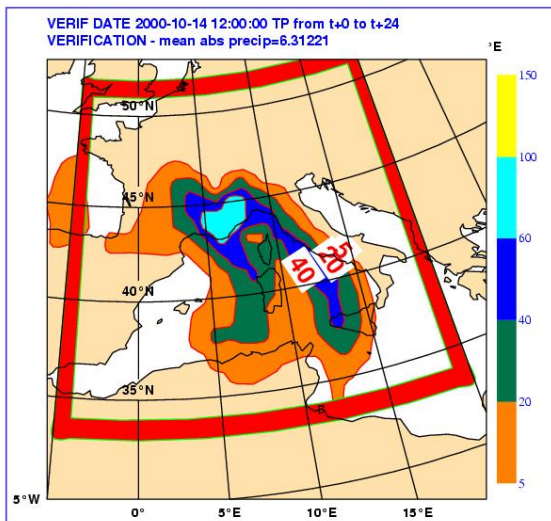 VERIF DATE 2000-10-14 12:00:00 TP from t+0 to t+24
VERIFICATION - mean abs precip=6.31221
°E
150
100
60
40
20
5
50°N
45°N
40°N
35°N
40
20
5°W
0°
5°E
10°E
15°E